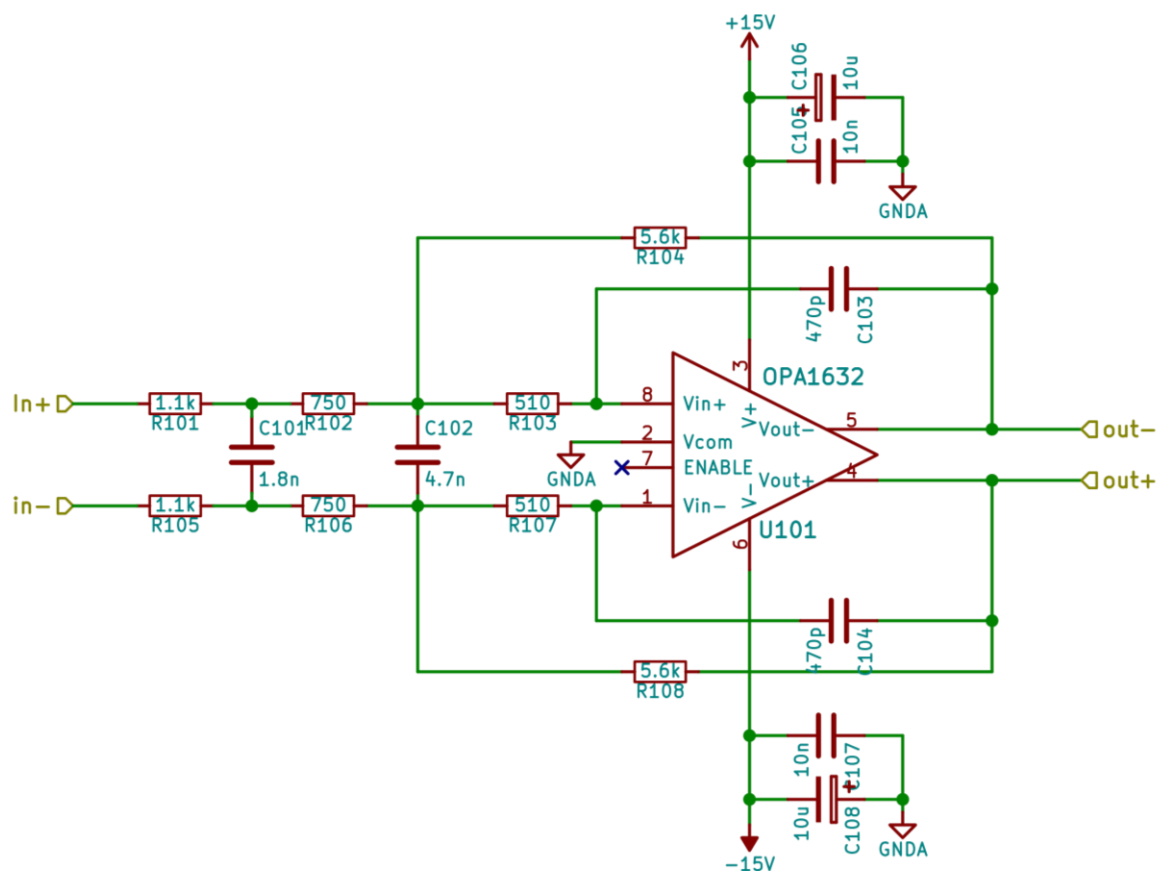 +15V
C106
10u
C105
10n
GNDA
5.6k
R104
470p
C103
OPA1632
In+
1.1k
R101
C101
1.8n
750
R102
C102
4.7n
510
R103
8
Vin+
3
V+
Vout-
5
out-
2
Vcom
GNDA
7
ENABLE
Vout+
4
out+
in-
1.1k
R105
750
R106
510
R107
1
Vin-
V-
6
U101
470p
C104
5.6k
R108
10n
C107
10u
C108
GNDA
-15V